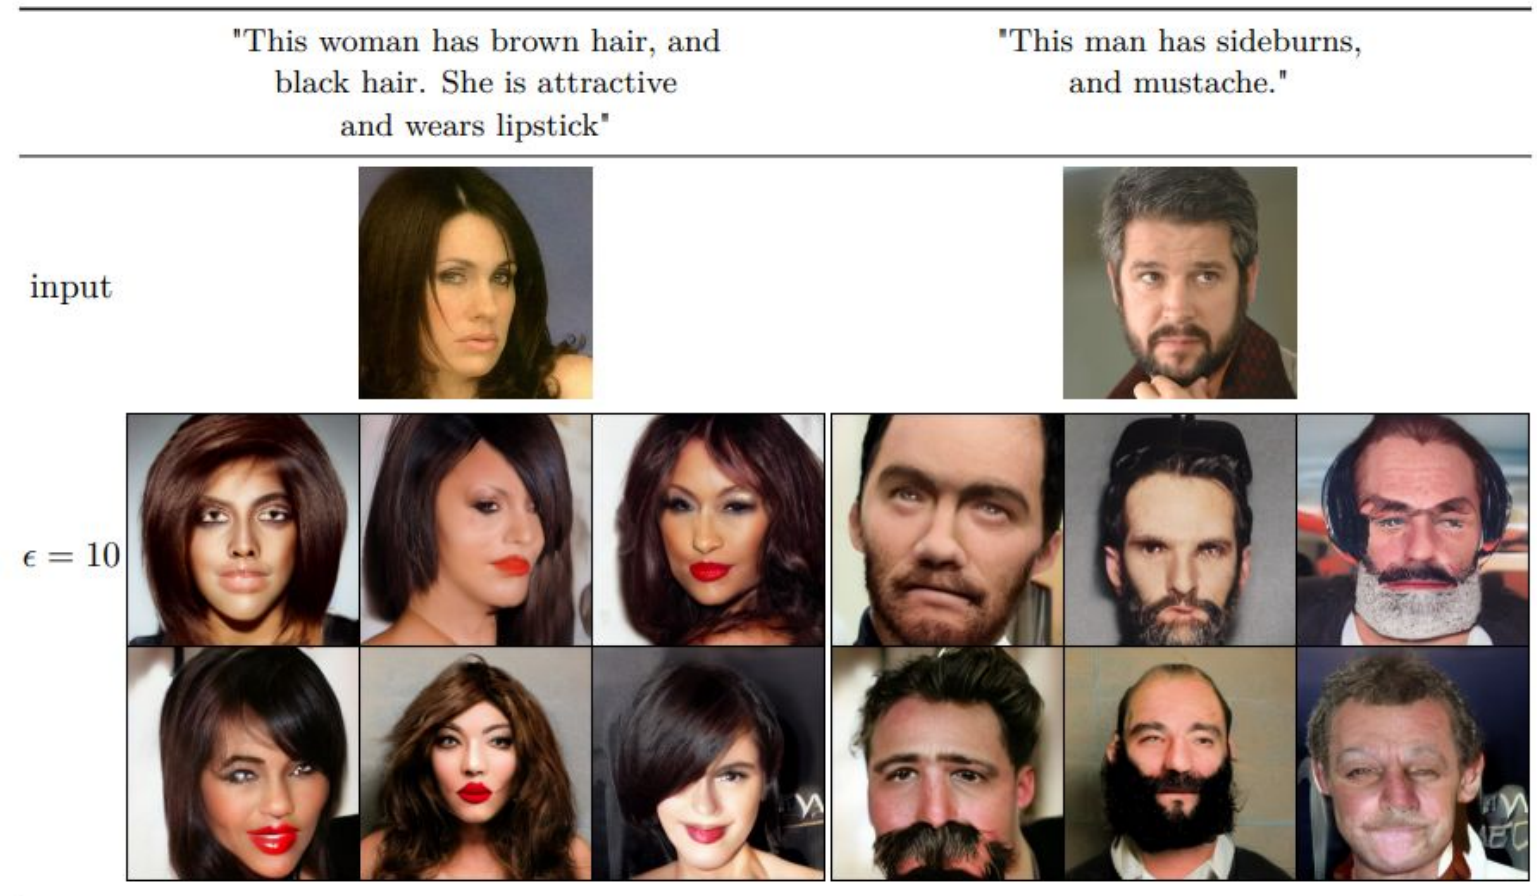 "This woman has brown hair, and
black hair. She is attractive
and wears lipstick"
"This man has sideburns,
and mustache."
input
ϵ = 10